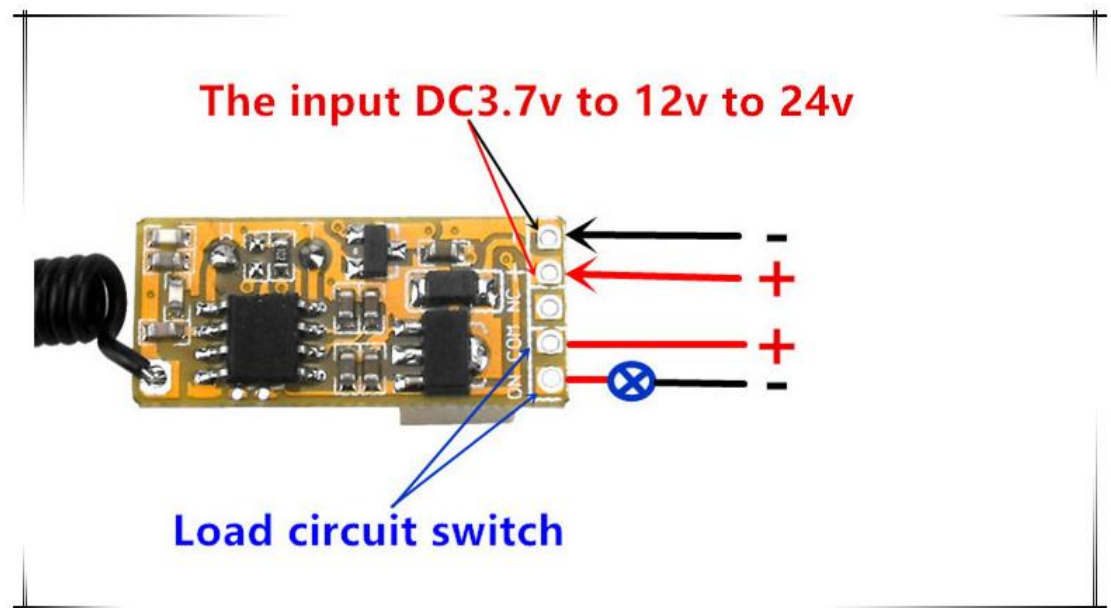 The input DC3.7v to 12v to 24v
-
+
ON COM NC
+
-
Load circuit switch